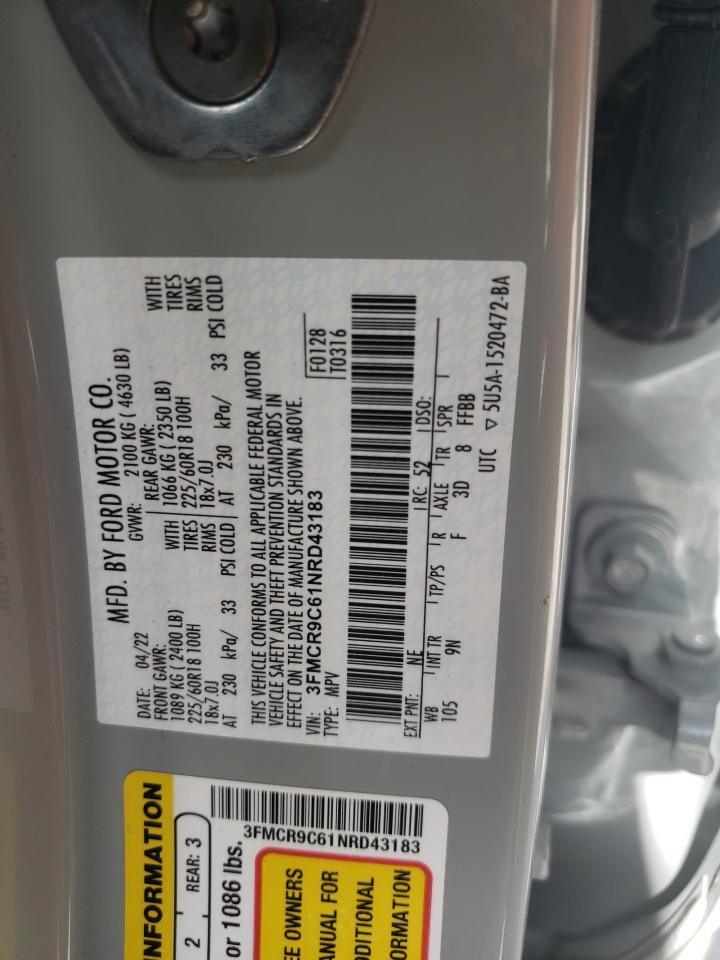 MFD. BY FORD MOTOR CO.
DATE: 04/22 GVWR: 2100 KG ( 4630 LB)
FRONT GAWR: REAR GAWR:
1089 KG ( 2400 LB) WITH 1066 KG ( 2350 LB) WITH
225/60R18 100H TIRES 225/60R18 100H TIRES
18x7.0J RIMS 18x7.0J RIMS
AT 230 kPa/ 33 PSI COLD AT 230 kPa/ 33 PSI COLD
THIS VEHICLE CONFORMS TO ALL APPLICABLE FEDERAL MOTOR
VEHICLE SAFETY AND THEFT PREVENTION STANDARDS IN
EFFECT ON THE DATE OF MANUFACTURE SHOWN ABOVE.
VIN: 3FMCR9C61NRD43183 F0128
TYPE: MPV T0316
EXT PNT: NE RC: 52 DSO:
WB INT TR TP/PS R AXLE TR SPR
105 9N F 3D 8 FFBB
UTC ▽ 5U5A-1520472-BA
INFORMATION
2 REAR: 3
or 1086 lbs.
3FMCR9C61NRD43183
EE OWNERS
ANUAL FOR
DDITIONAL
ORMATION